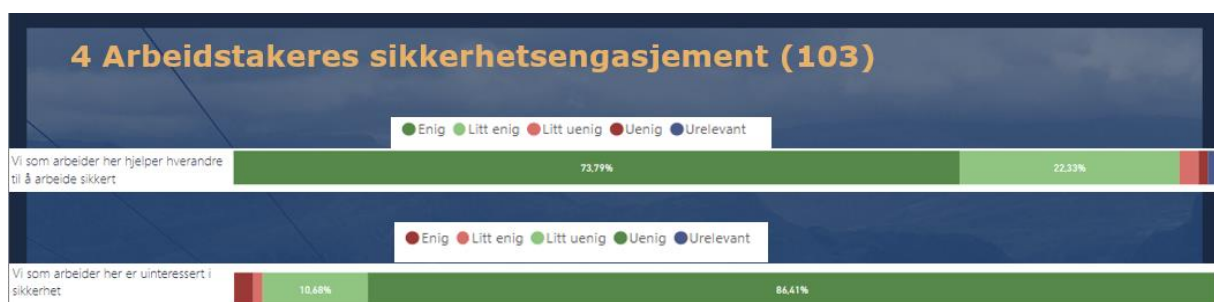 4 Arbeidstakeres sikkerhetsengasjement (103)
Enig Litt enig Litt uenig Uenig Urelevant
Vi som arbeider her hjelper hverandre
til å arbeide sikkert
73,79% 22,33%
Enig Litt enig Litt uenig Uenig Urelevant
Vi som arbeider her er uinteressert i
sikkerhet
10,68% 86,41%